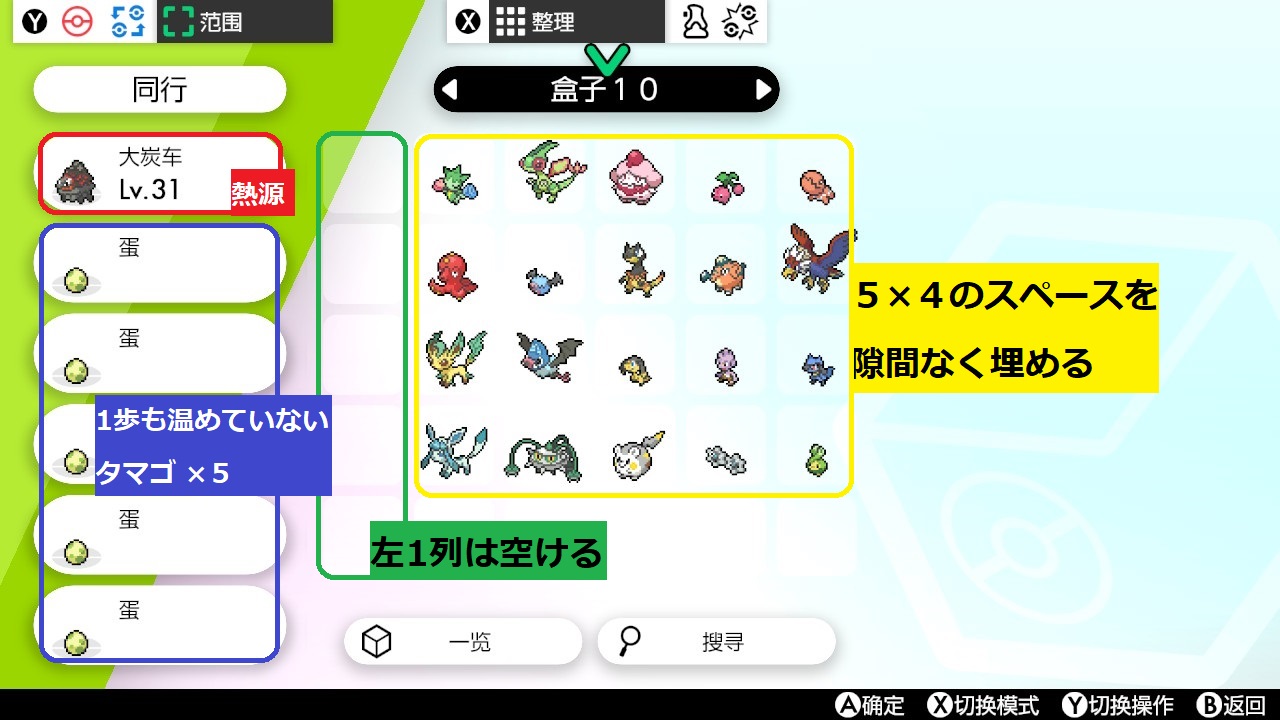 Y
范围
X
整理
同行
盒子10
大炭车
Lv.31
熱源
蛋
蛋
1歩も温めていない
タマゴ×5
蛋
蛋
5×4のスペースを
隙間なく埋める
左1列は空ける
一览
搜寻
A确定
X切换模式
Y切换操作
B返回